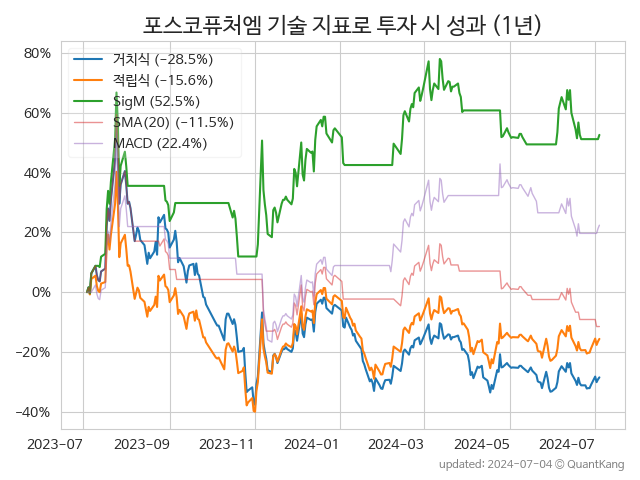 포스코퓨처엠 기술 지표로 투자 시 성과 (1년)
80%
60%
40%
20%
0%
−20%
−40%
거치식 (−28.5%)
적립식 (−15.6%)
SigM (52.5%)
SMA(20) (−11.5%)
MACD (22.4%)
2023-07
2023-09
2023-11
2024-01
2024-03
2024-05
2024-07
updated: 2024-07-04 © QuantKang